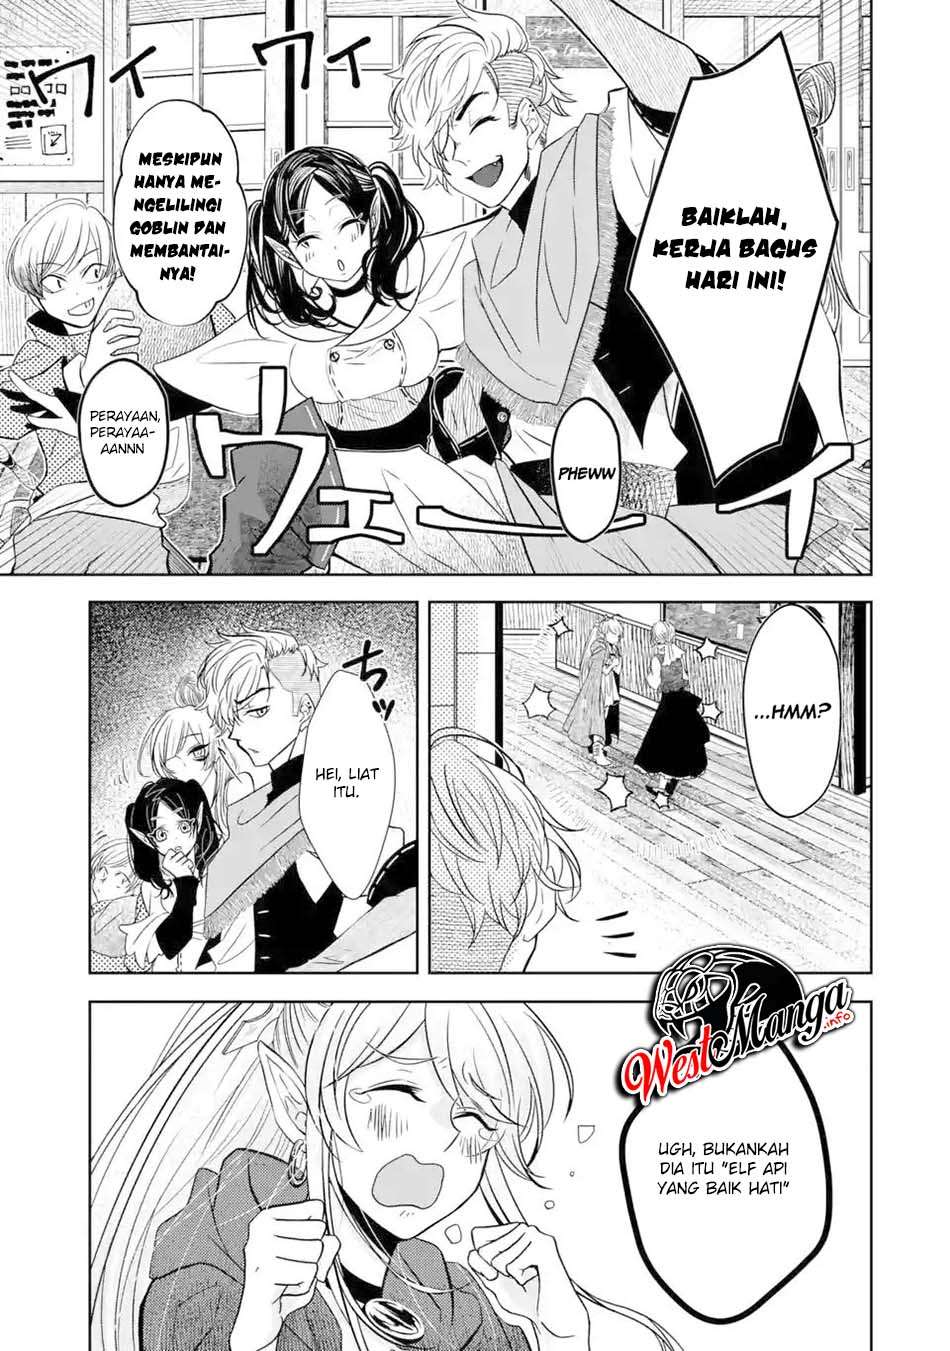 BAIKLAH,
KERJA BAGUS
HARI INI!
ワイ
ワイ
MESKIPUN
HANYA ME-
NGELILINGI
GOBLIN DAN
MEMBANTAI-
NYA!
PERAYAAN,
PERAYAA-
AANNN
PHEWW
ウェーイ
...HMM?
HEI, LIAT
ITU.
ちッ
WESTMANGA
.info
UGH, BUKANKAH
DIA ITU "ELF API
YANG BAIK HATI"